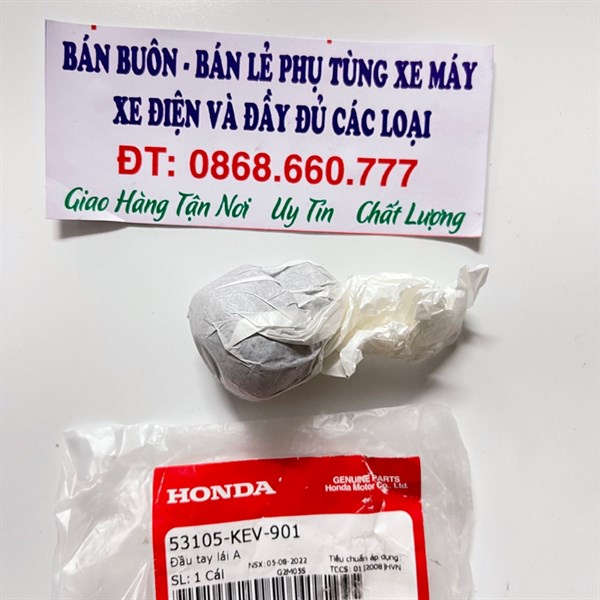 BÁN BUÔN - BÁN LẺ PHỤ TÙNG XE MÁY
XE ĐIỆN VÀ ĐẦY ĐỦ CÁC LOẠI
ĐT: 0868.660.777
Giao Hàng Tận Nơi Uy Tín Chất Lượng
HONDA
GENUINE PARTS
Honda Motor Co., Ltd.
53105-KEV-901
Đầu tay lái A
SL: 1 Cái
NSX: 05-08-2022
G2M03S
Tiêu chuẩn áp dụng:
TCCS: 01 |2008 |HVN